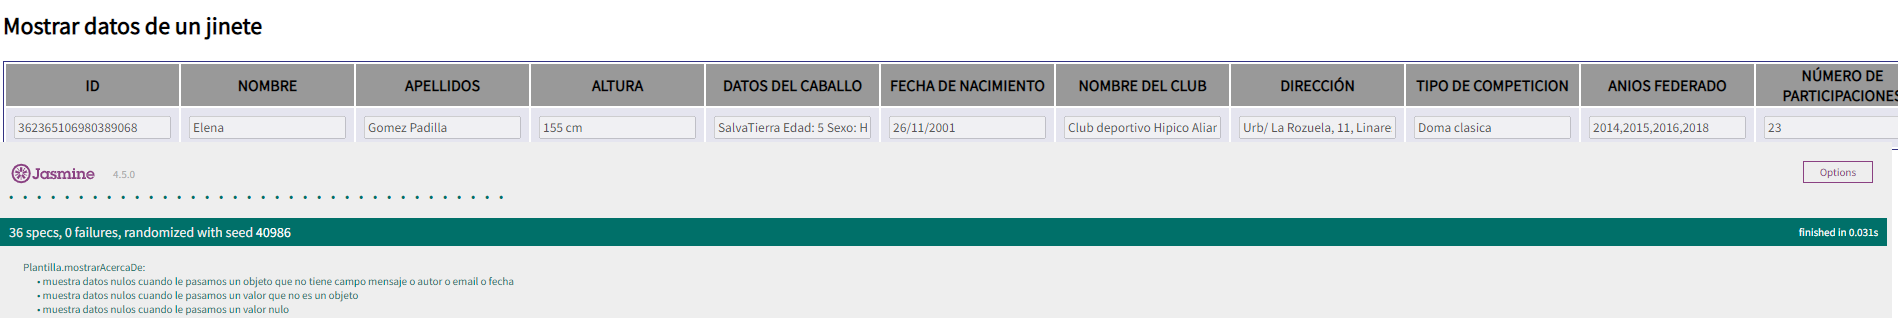 Mostrar datos de un jinete
ID NOMBRE APELLIDOS ALTURA DATOS DEL CABALLO FECHA DE NACIMIENTO NOMBRE DEL CLUB DIRECCIÓN TIPO DE COMPETICION ANIOS FEDERADO NÚMERO DE PARTICIPACIONES
362365106980389068 Elena Gomez Padilla 155 cm SalvaTierra Edad: 5 Sexo: H 26/11/2001 Club deportivo Hipico Aliar Urb/ La Rozuela, 11, Linare Doma clasica 2014,2015,2016,2018 23
Jasmine 4.5.0 Options
36 specs, 0 failures, randomized with seed 40986 finished in 0.031s
Plantilla.mostrarAcercaDe:
• muestra datos nulos cuando le pasamos un objeto que no tiene campo mensaje o autor o email o fecha
• muestra datos nulos cuando le pasamos un valor que no es un objeto
• muestra datos nulos cuando le pasamos un valor nulo